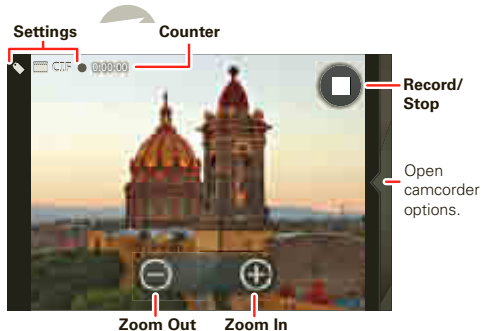 Settings
Counter
CIF 0:00:00
Record/
Stop
Open
camcorder
options.
Zoom Out
Zoom In